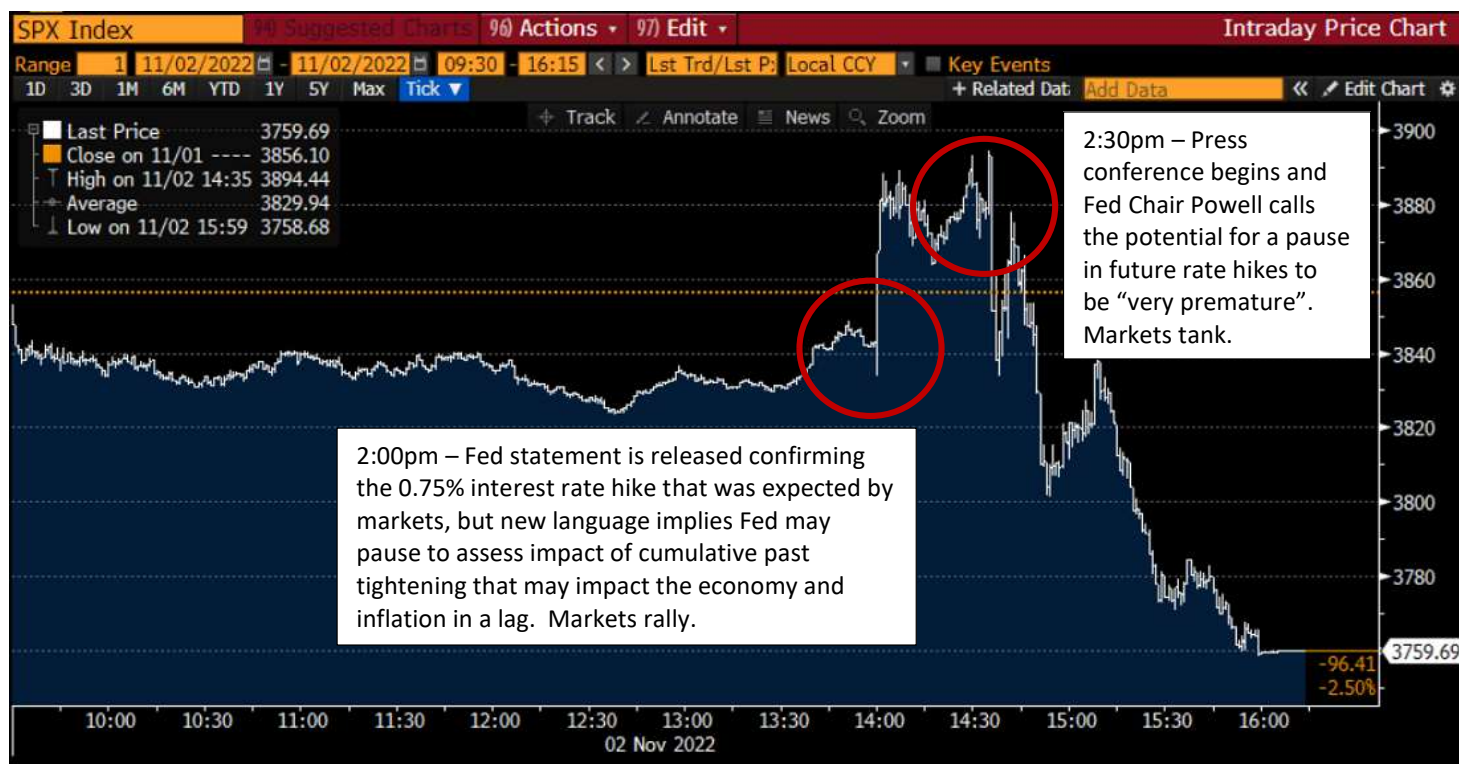 SPX Index 94) Suggested Charts 96) Actions 97) Edit Intraday Price Chart
Range 1 11/02/2022 - 11/02/2022 09:30 - 16:15 < > Lst Trd/Lst P: Local CCY Key Events
1D 3D 1M 6M YTD 1Y 5Y Max Tick ▼ + Related Dat: Add Data « Edit Chart
Track Annotate News Zoom
Last Price 3759.69
Close on 11/01 ---- 3856.10
High on 11/02 14:35 3894.44
Average 3829.94
Low on 11/02 15:59 3758.68
2:30pm – Press
conference begins and
Fed Chair Powell calls
the potential for a pause
in future rate hikes to
be “very premature”.
Markets tank.
2:00pm – Fed statement is released confirming
the 0.75% interest rate hike that was expected by
markets, but new language implies Fed may
pause to assess impact of cumulative past
tightening that may impact the economy and
inflation in a lag. Markets rally.
3900
3880
3860
3840
3820
3800
3780
3759.69
-96.41
-2.50%
10:00 10:30 11:00 11:30 12:00 12:30 13:00 13:30 14:00 14:30 15:00 15:30 16:00
02 Nov 2022